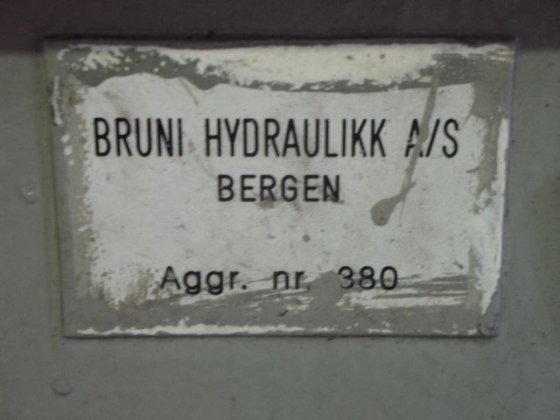 BRUNI HYDRAULIKK A/S
BERGEN
Aggr. nr. 380